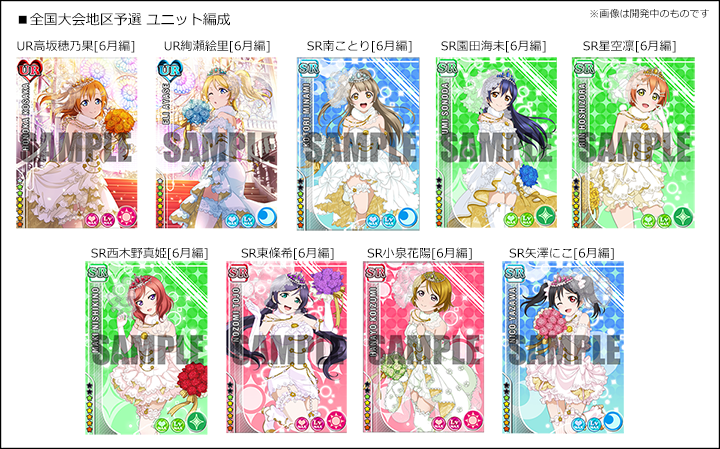 ■全国大会地区予選 ユニット編成
※画像は開発中のものです
UR高坂穂乃果[6月編]
UR絢瀬絵里[6月編]
SR南ことり[6月編]
SR園田海未[6月編]
SR星空凛[6月編]
UR
UR
SR
SR
SR
HONOKA KOSAKA
ELI AYASE
KOTORI MINAMI
UMI SONODA
RIN HOSHIZORA
SAMPLE
SAMPLE
SAMPLE
SAMPLE
SAMPLE
SR西木野真姫[6月編]
SR東條希[6月編]
SR小泉花陽[6月編]
SR矢澤にこ[6月編]
SR
SR
SR
SR
MAKI NISHIKINO
NOZOMI TOJO
HANAYO KOIZUMI
NICO YAZAWA
SAMPLE
SAMPLE
SAMPLE
SAMPLE